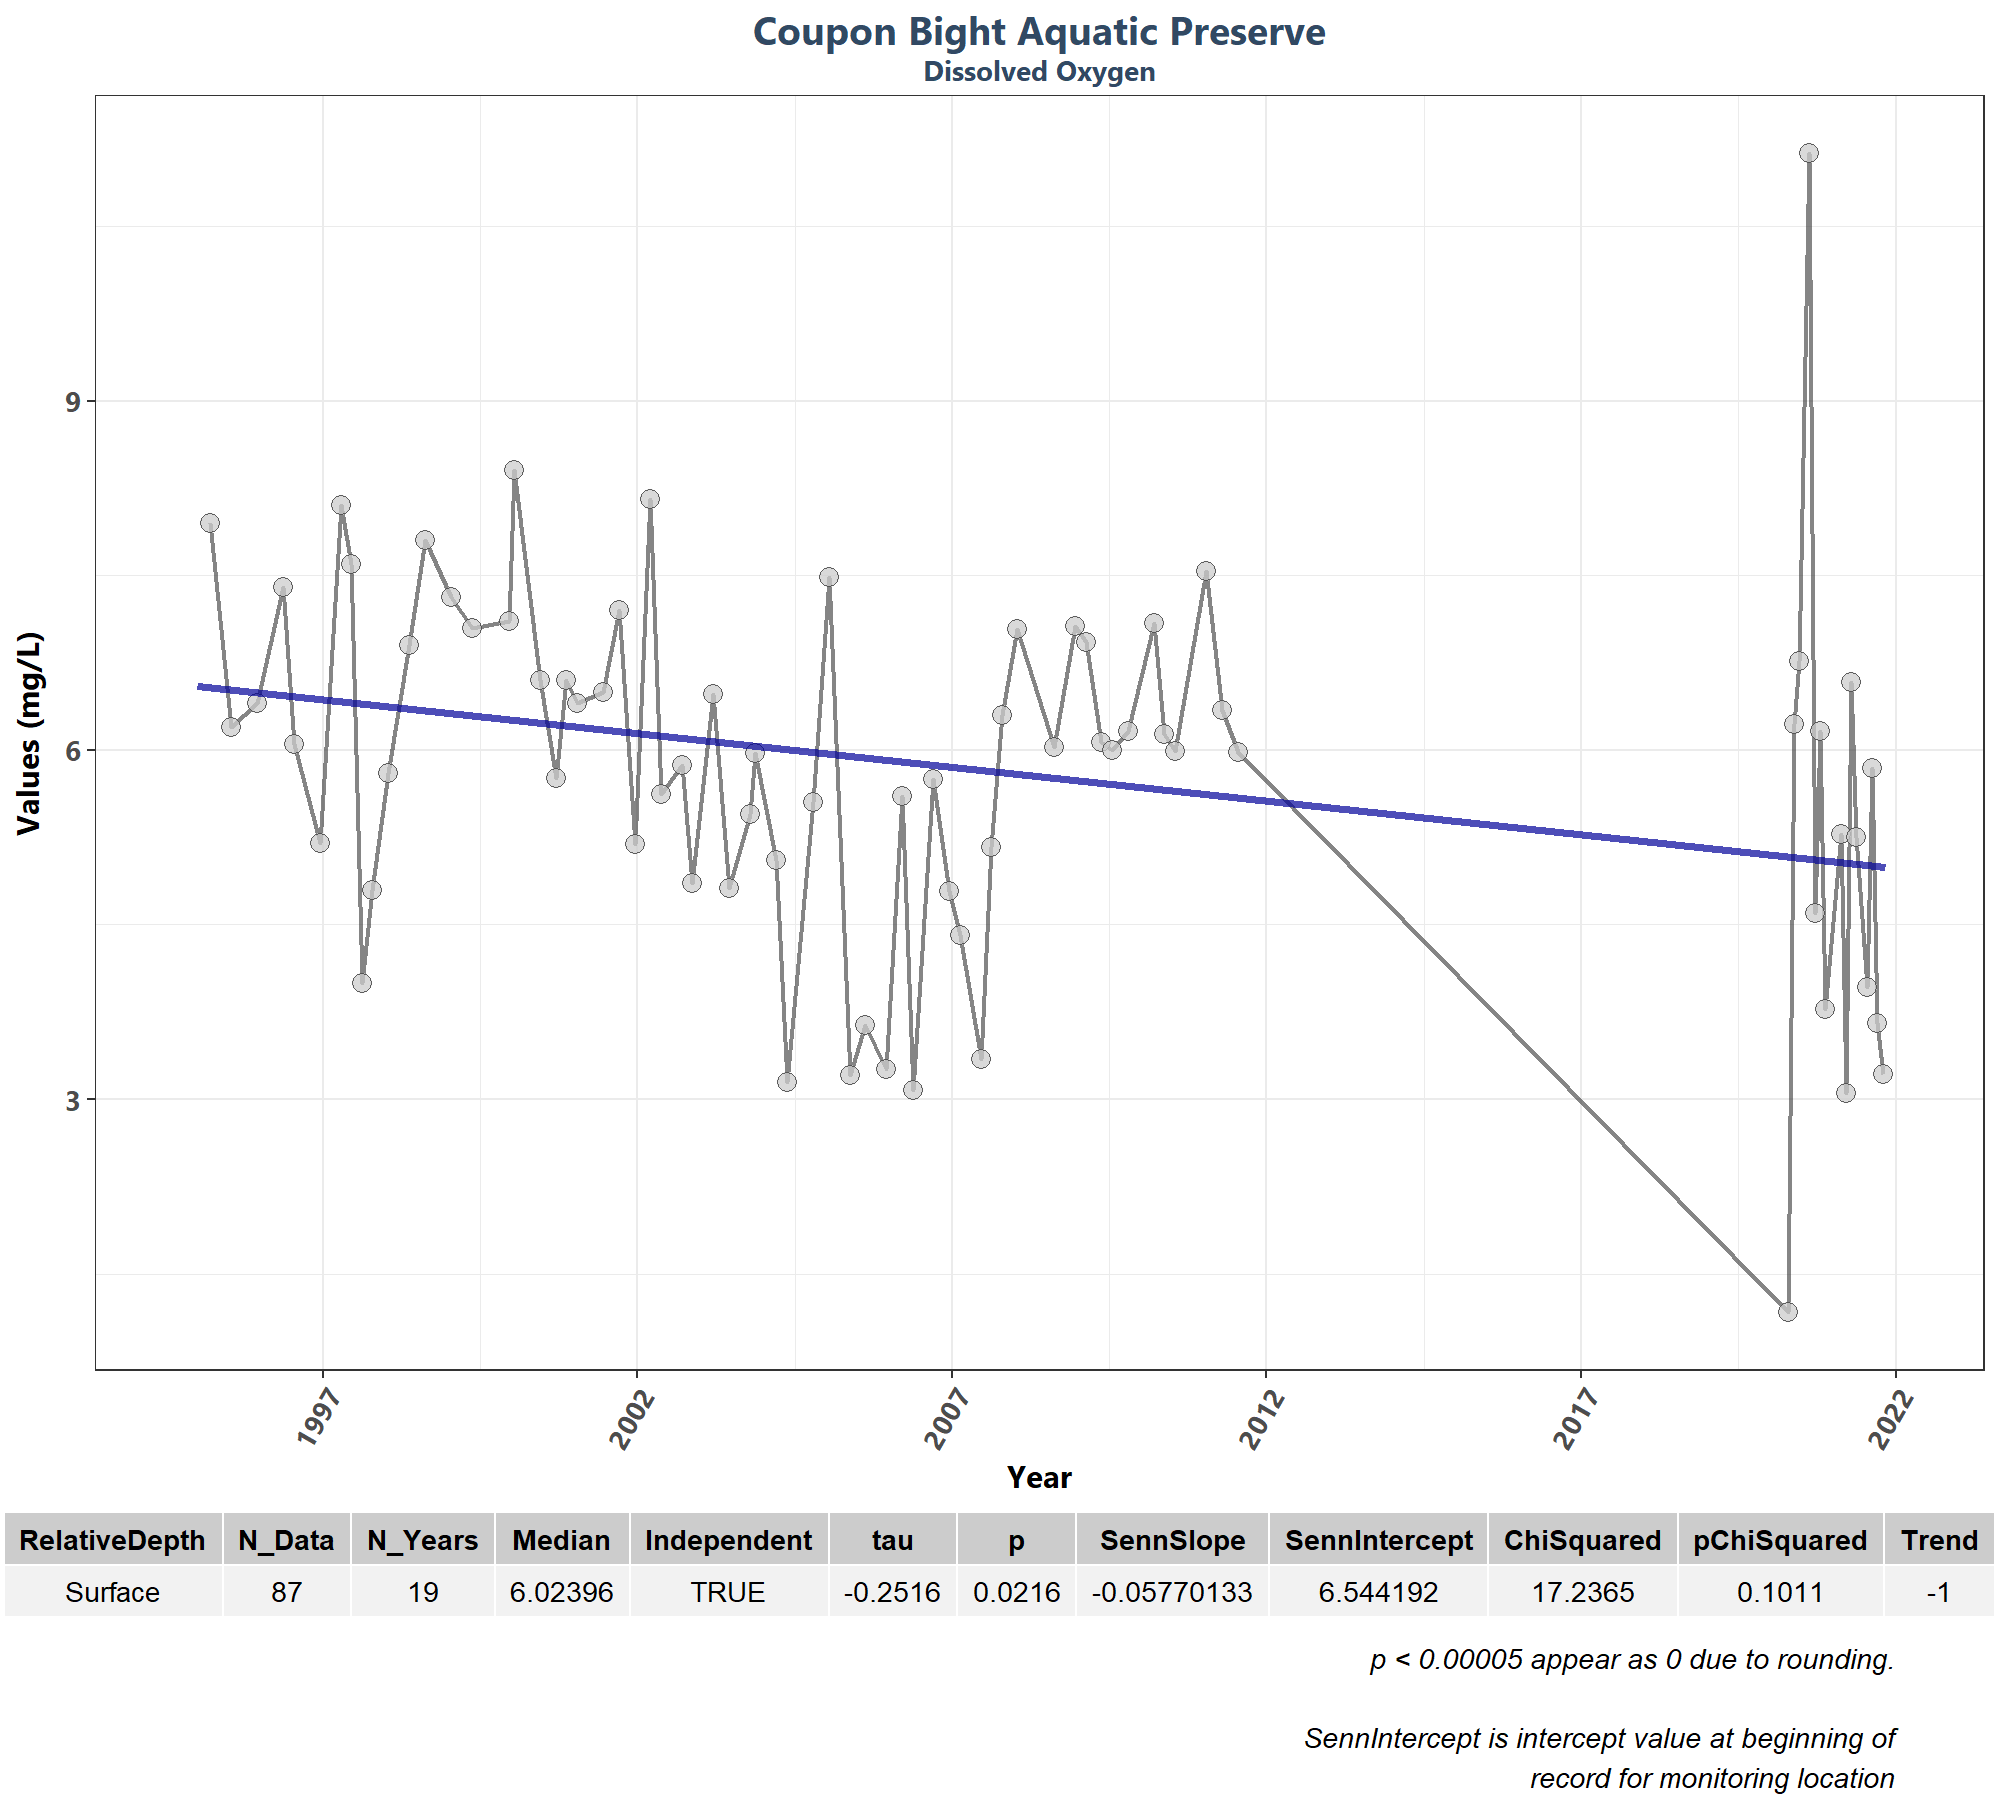 Coupon Bight Aquatic Preserve
Dissolved Oxygen
Values (mg/L)
9
6
3
1997
2002
2007
2012
2017
2022
Year
RelativeDepth N_Data N_Years Median Independent tau p SennSlope SennIntercept ChiSquared pChiSquared Trend
Surface 87 19 6.02396 TRUE -0.2516 0.0216 -0.05770133 6.544192 17.2365 0.1011 -1
p < 0.00005 appear as 0 due to rounding.
SennIntercept is intercept value at beginning of
record for monitoring location